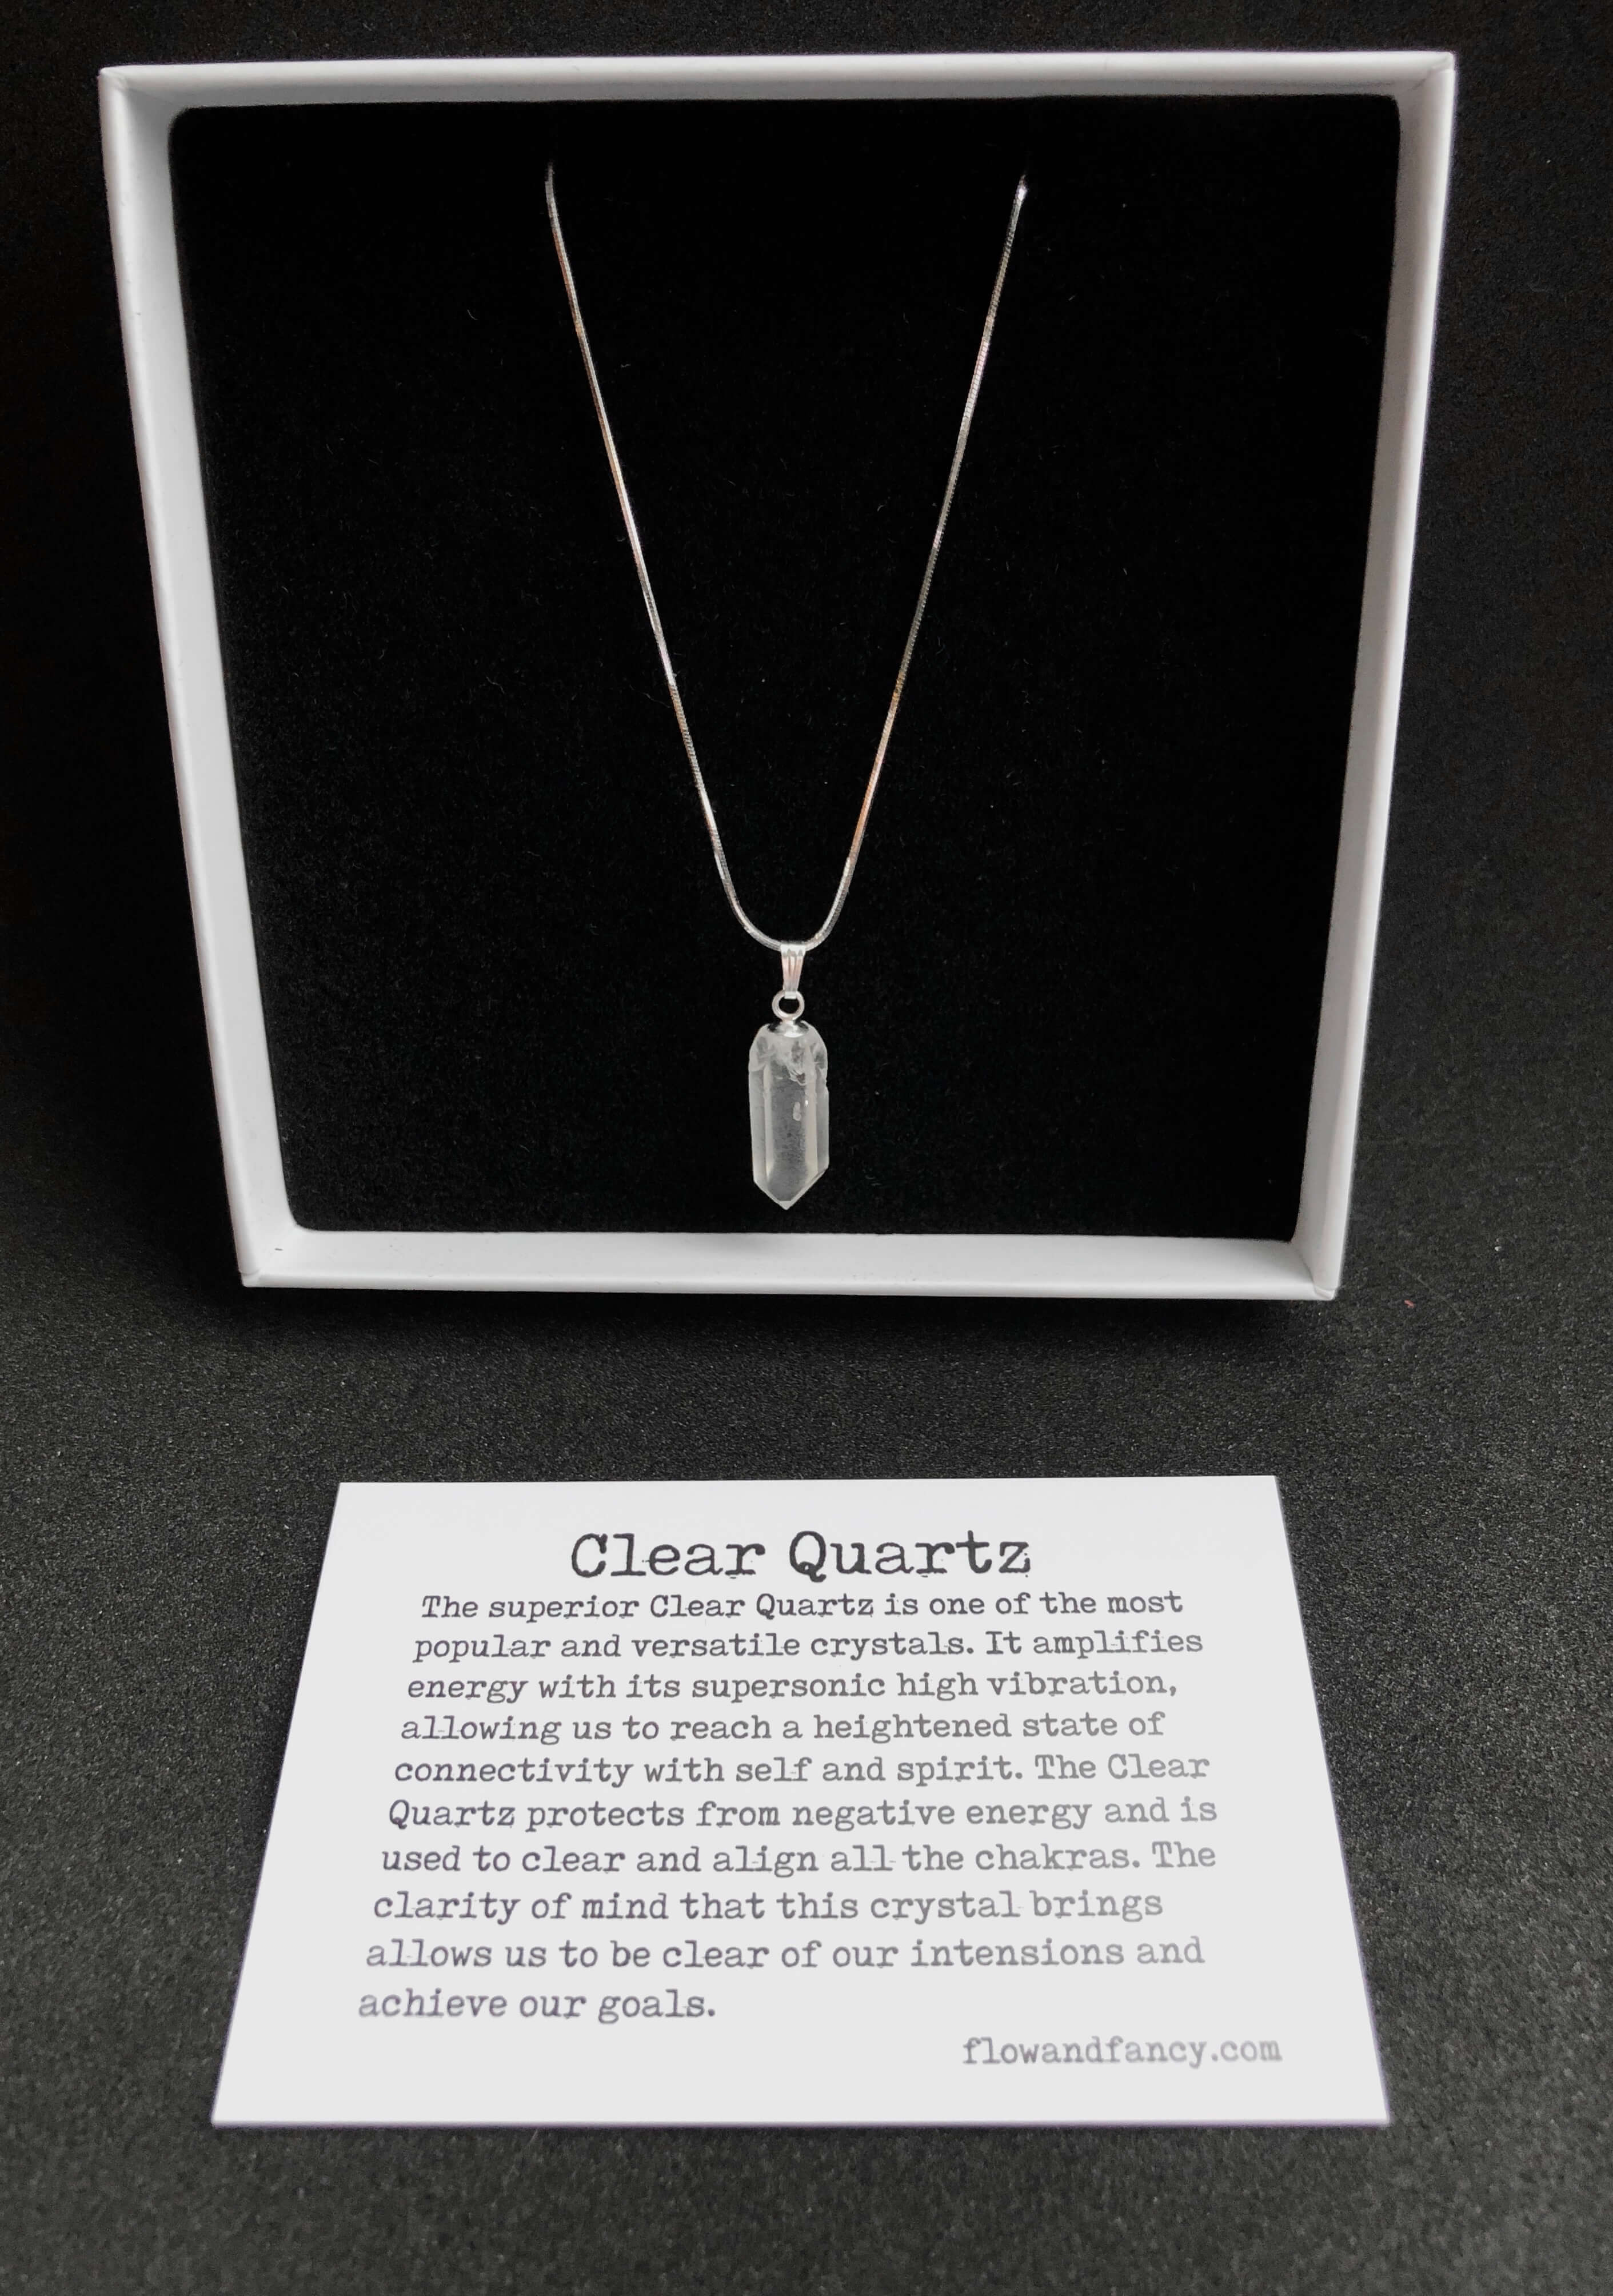 Clear Quartz
The superior Clear Quartz is one of the most
popular and versatile crystals. It amplifies
energy with its supersonic high vibration,
allowing us to reach a heightened state of
connectivity with self and spirit. The Clear
Quartz protects from negative energy and is
used to clear and align all the chakras. The
clarity of mind that this crystal brings
allows us to be clear of our intensions and
achieve our goals.
flowandfancy.com